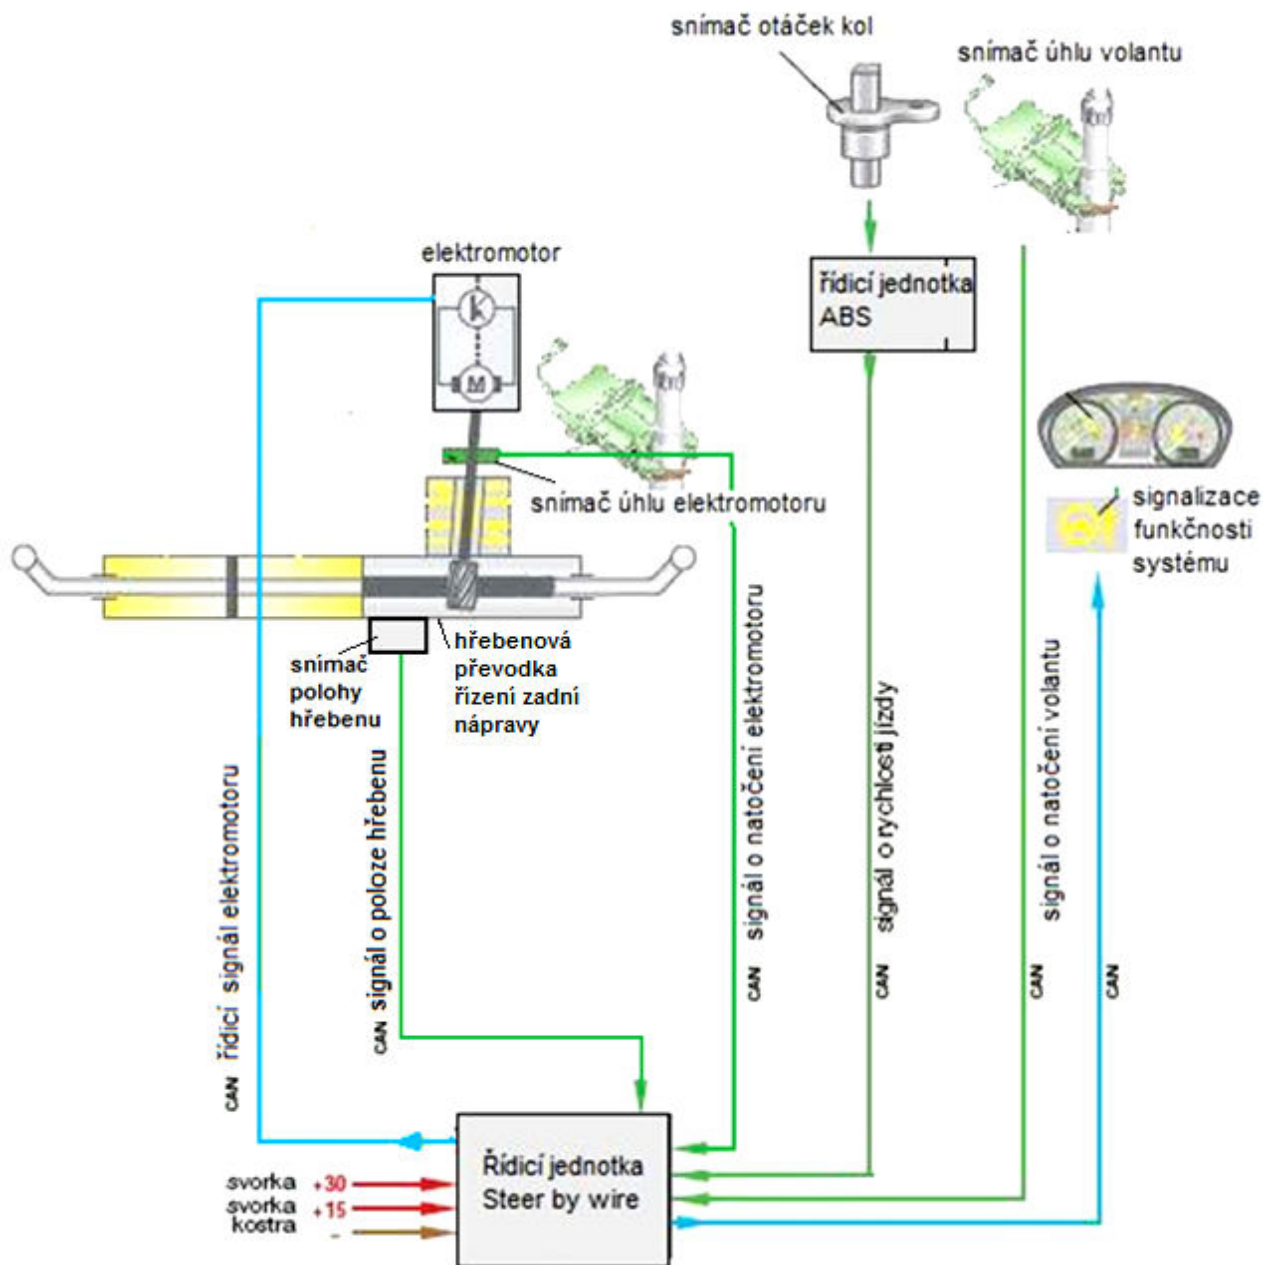 snímač otáček kol
snímač úhlu volantu
elektromotor
řídicí jednotka
ABS
K
M
snímač úhlu elektromotoru
signalizace
funkčnosti
systému
snímač
polohy
hřebenu
hřebenová
převodka
řízení zadní
nápravy
CAN řídicí signál elektromotoru
CAN signál o poloze hřebenu
CAN signál o natočení elektromotoru
CAN signál o rychlosti jízdy
CAN signál o natočení volantu
CAN
Řídicí jednotka
Steer by wire
svorka +30
svorka +15
kostra -